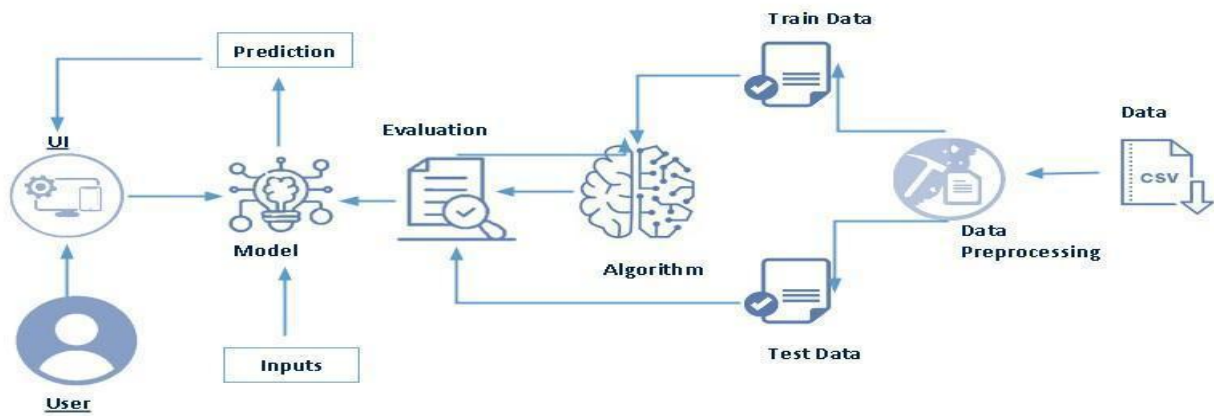 Train Data
Prediction
Evaluation
Data
UI
CSV
Model
Algorithm
Data
Preprocessing
Inputs
Test Data
User